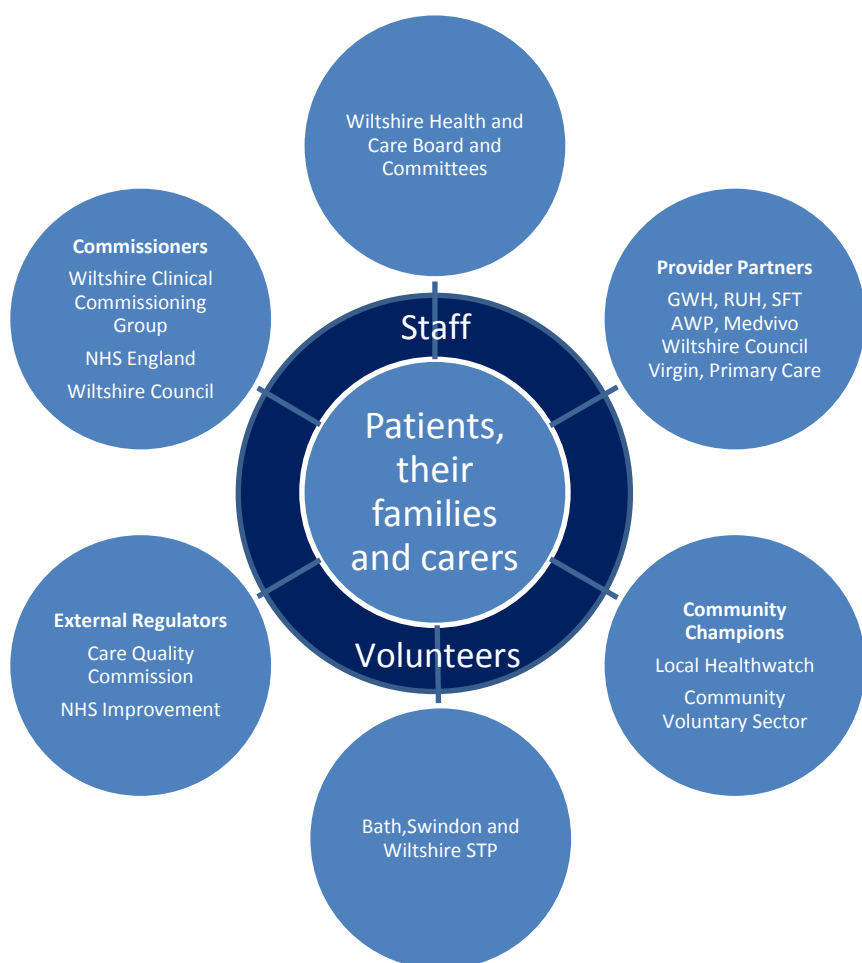 Wiltshire Health and
Care Board and
Committees
Commissioners
Wiltshire Clinical
Commissioning
Group
NHS England
Wiltshire Council
Provider Partners
GWH, RUH, SFT
AWP, Medvivo
Wiltshire Council
Virgin, Primary Care
Staff
Patients,
their
families
and carers
Volunteers
External Regulators
Care Quality
Commission
NHS Improvement
Community
Champions
Local Healthwatch
Community
Voluntary Sector
Bath,Swindon and
Wiltshire STP